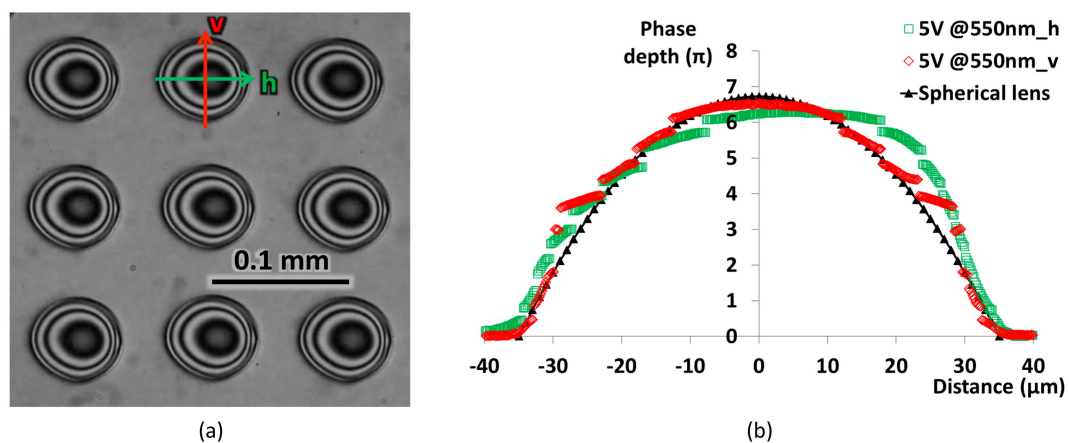 v
h
0.1 mm
(a)
Phase
depth (π)
5V @550nm_h
5V @550nm_v
Spherical lens
8
7
6
5
4
3
2
1
0
-40 -30 -20 -10 0 10 20 30 40
Distance (μm)
(b)